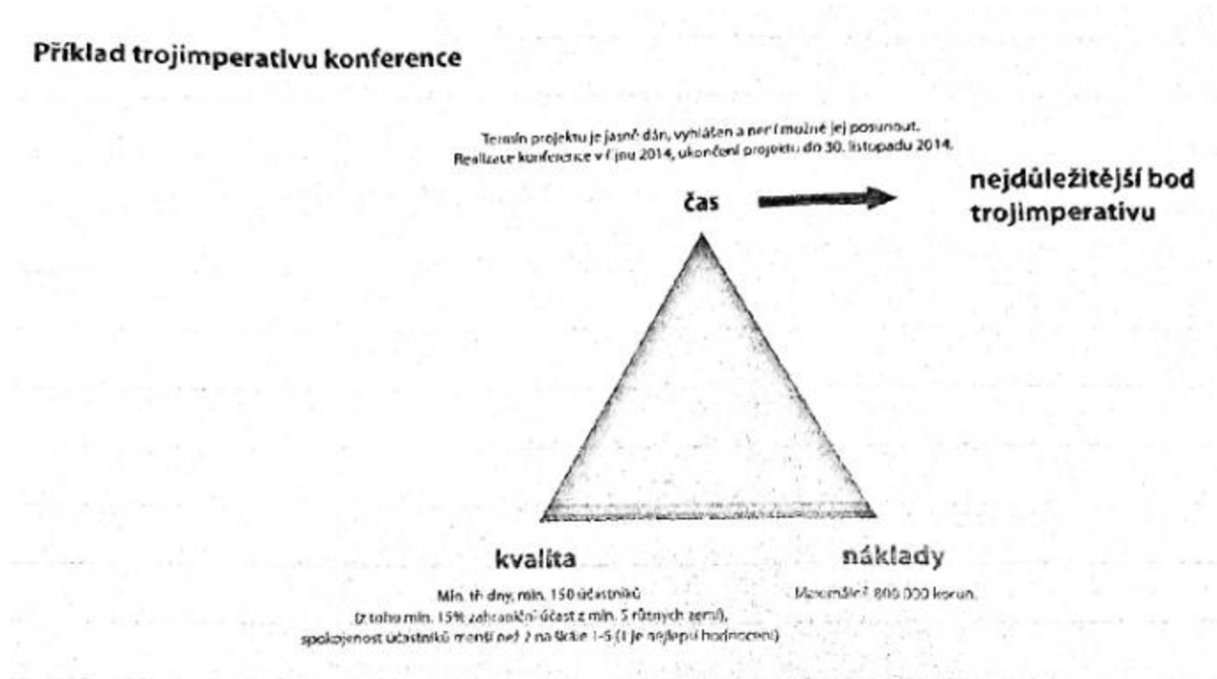 Příklad trojimperativu konference
Termín projektu je jasně dán, vyhlášen a není možné jej posunout.
Realizace konference v říjnu 2014, ukončení projektu do 30. listopadu 2014.
čas
nejdůležitější bod
trojimperativu
kvalita
náklady
Min. tři dny, min. 150 účastníků
Maximálně 800 000 korun.
(z toho min. 15% zahraniční účast z min. 5 různých zemí),
spokojenost účastníků menší než 2 na škále 1-5 (1 je nejlepší hodnocení)